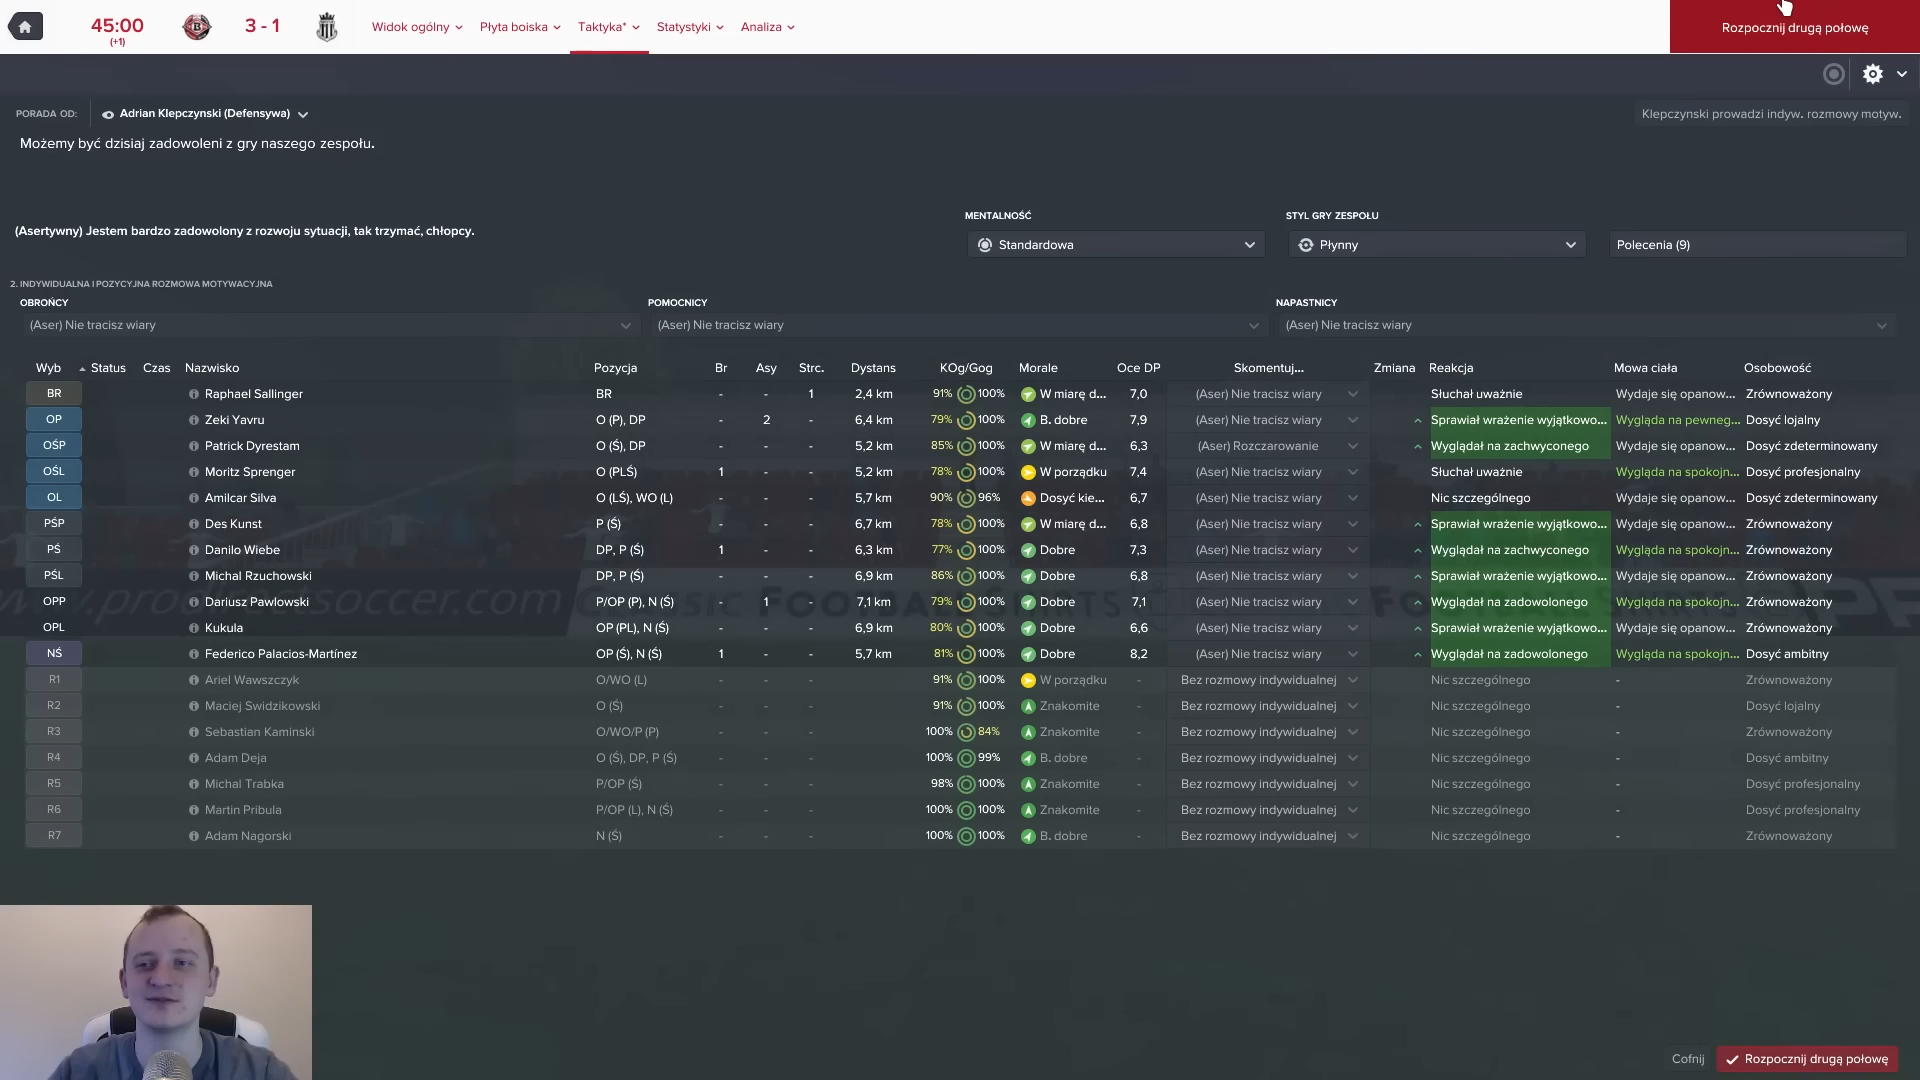 45:00 3 - 1 Widok ogólny Płyta boiska Taktyka* Statystyki Analiza Rozpocznij drugą połowę
(+1)
PORADA OD: Adrian Klepczynski (Defensywa) Klepczynski prowadzi indyw. rozmowy motyw.
Możemy być dzisiaj zadowoleni z gry naszego zespołu.
MENTALNOŚĆ STYL GRY ZESPOŁU
(Asertywny) Jestem bardzo zadowolony z rozwoju sytuacji, tak trzymać, chłopcy. Standardowa Płynny Polecenia (9)
2. INDYWIDUALNA I POZYCYJNA ROZMOWA MOTYWACYJNA
OBROŃCY POMOCNICY NAPASTNICY
(Aser) Nie tracisz wiary (Aser) Nie tracisz wiary (Aser) Nie tracisz wiary
Wyb Status Czas Nazwisko Pozycja Br Asy Strc. Dystans KOg/Gog Morale Oce DP Skomentuj... Zmiana Reakcja Mowa ciała Osobowość
BR Raphael Sallinger BR - - 1 2,4 km 91% 100% W miarę d... 7,0 (Aser) Nie tracisz wiary Słuchał uważnie Wydaje się opanow... Zrównoważony
OP Zeki Yavru O (P), DP - 2 - 6,4 km 79% 100% B. dobre 7,9 (Aser) Nie tracisz wiary Sprawiał wrażenie wyjątkowo... Wygląda na pewneg... Dosyć lojalny
OŚP Patrick Dyrestam O (Ś), DP - - - 5,2 km 85% 100% W miarę d... 6,3 (Aser) Rozczarowanie Wyglądał na zachwyconego Wydaje się opanow... Dosyć zdeterminowany
OŚL Moritz Sprenger O (PLŚ) 1 - - 5,2 km 78% 100% W porządku 7,4 (Aser) Nie tracisz wiary Słuchał uważnie Wygląda na spokojn... Dosyć profesjonalny
OL Amilcar Silva O (LŚ), WO (L) - - - 5,7 km 90% 96% Dosyć kie... 6,7 (Aser) Nie tracisz wiary Nic szczególnego Wydaje się opanow... Dosyć zdeterminowany
PŚP Des Kunst P (Ś) - - - 6,7 km 78% 100% W miarę d... 6,8 (Aser) Nie tracisz wiary Sprawiał wrażenie wyjątkowo... Wydaje się opanow... Zrównoważony
PŚ Danilo Wiebe DP, P (Ś) 1 - - 6,3 km 77% 100% Dobre 7,3 (Aser) Nie tracisz wiary Wyglądał na zachwyconego Wygląda na spokojn... Zrównoważony
PŚL Michal Rzuchowski DP, P (Ś) - - - 6,9 km 86% 100% Dobre 6,8 (Aser) Nie tracisz wiary Sprawiał wrażenie wyjątkowo... Wydaje się opanow... Zrównoważony
OPP Dariusz Pawlowski P/OP (P), N (Ś) - 1 - 7,1 km 79% 100% Dobre 7,1 (Aser) Nie tracisz wiary Wyglądał na zadowolonego Wygląda na spokojn... Zrównoważony
OPL Kukula OP (PL), N (Ś) - - - 6,9 km 80% 100% Dobre 6,6 (Aser) Nie tracisz wiary Sprawiał wrażenie wyjątkowo... Wydaje się opanow... Zrównoważony
NŚ Federico Palacios-Martínez OP (Ś), N (Ś) 1 - - 5,7 km 81% 100% Dobre 8,2 (Aser) Nie tracisz wiary Wyglądał na zadowolonego Wygląda na spokojn... Dosyć ambitny
R1 Ariel Wawszczyk O/WO (L) - - - 91% 100% W porządku - Bez rozmowy indywidualnej Nic szczególnego - Zrównoważony
R2 Maciej Swidzikowski O (Ś) - - - 91% 100% Znakomite - Bez rozmowy indywidualnej Nic szczególnego - Dosyć lojalny
R3 Sebastian Kaminski O/WO/P (P) - - - 100% 84% Znakomite - Bez rozmowy indywidualnej Nic szczególnego - Zrównoważony
R4 Adam Deja O (Ś), DP, P (Ś) - - - 100% 99% B. dobre - Bez rozmowy indywidualnej Nic szczególnego - Dosyć ambitny
R5 Michal Trabka P/OP (Ś) - - - 98% 100% Znakomite - Bez rozmowy indywidualnej Nic szczególnego - Dosyć profesjonalny
R6 Martin Pribula P/OP (L), N (Ś) - - - 100% 100% Znakomite - Bez rozmowy indywidualnej Nic szczególnego - Dosyć profesjonalny
R7 Adam Nagorski N (Ś) - - - 100% 100% B. dobre - Bez rozmowy indywidualnej Nic szczególnego - Zrównoważony
Cofnij Rozpocznij drugą połowę